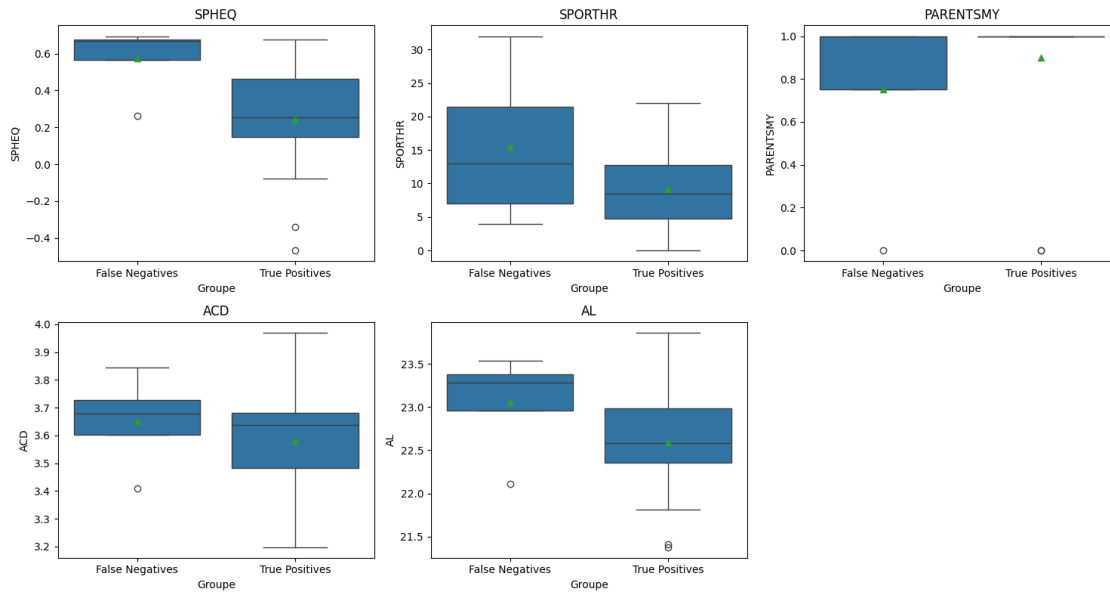 SPHEQ
SPHEQ
0.6
0.4
0.2
0.0
−0.2
−0.4
False Negatives
True Positives
Groupe
SPORTHR
SPORTHR
30
25
20
15
10
5
0
False Negatives
True Positives
Groupe
PARENTSMY
PARENTSMY
1.0
0.8
0.6
0.4
0.2
0.0
False Negatives
True Positives
Groupe
ACD
ACD
4.0
3.9
3.8
3.7
3.6
3.5
3.4
3.3
3.2
False Negatives
True Positives
Groupe
AL
AL
23.5
23.0
22.5
22.0
21.5
False Negatives
True Positives
Groupe